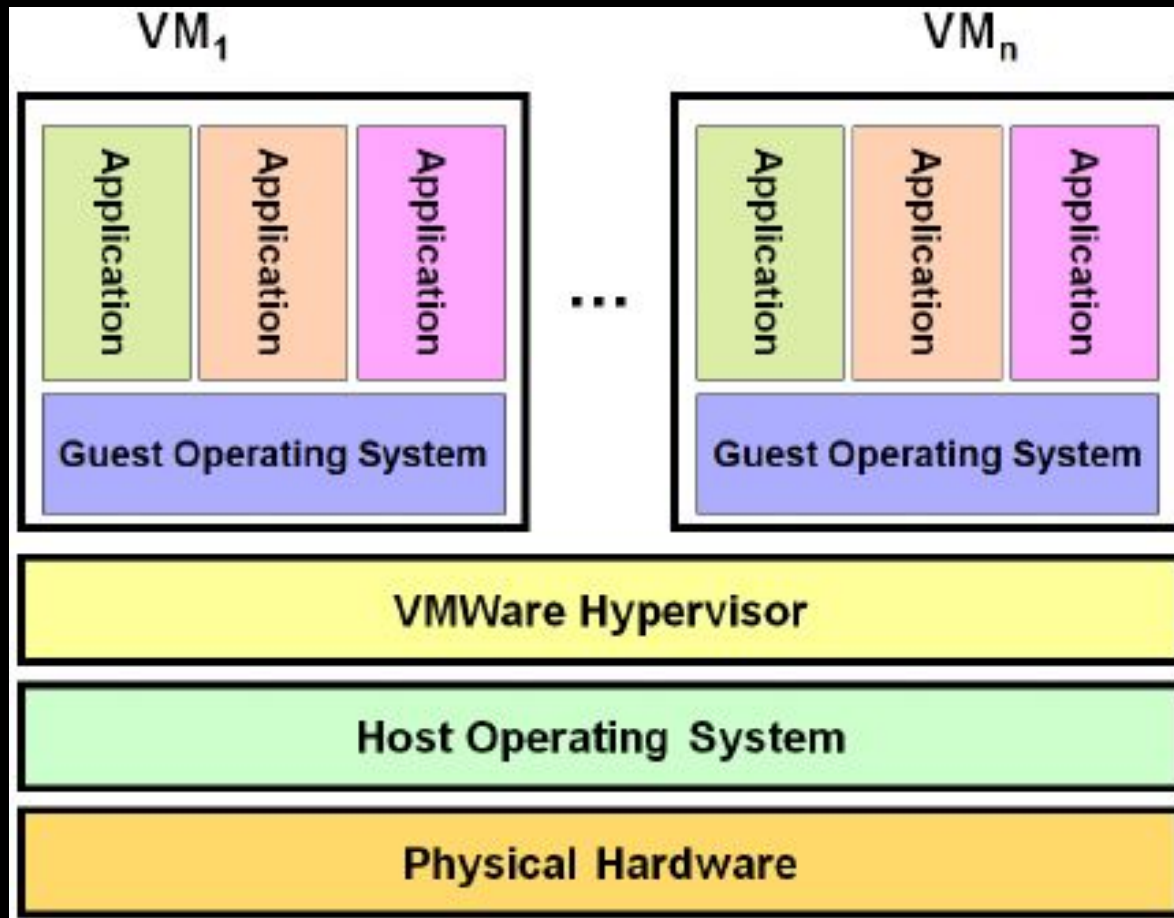 VM₁
VMₙ
Application
Application
Application
...
Application
Application
Application
Guest Operating System
Guest Operating System
VMWare Hypervisor
Host Operating System
Physical Hardware